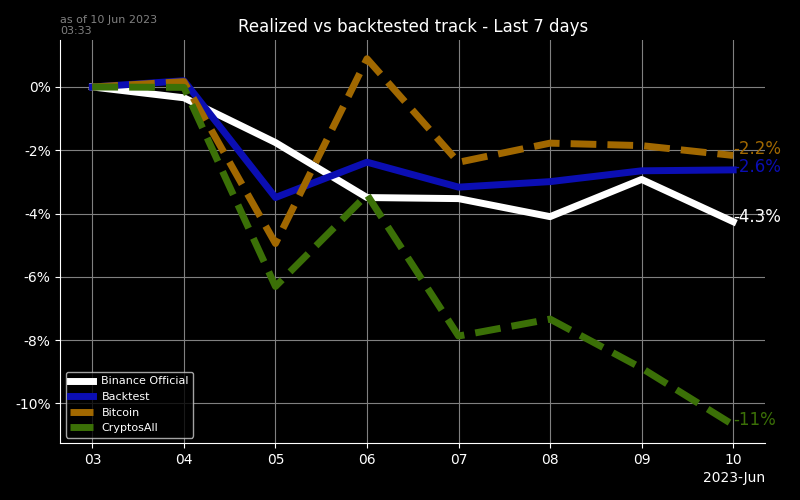 as of 10 Jun 2023
03:33
Realized vs backtested track - Last 7 days
0%
-2%
-4%
-6%
-8%
-10%
-2.2%
-2.6%
-4.3%
-11%
Binance Official
Backtest
Bitcoin
CryptosAll
03 04 05 06 07 08 09 10
2023-Jun